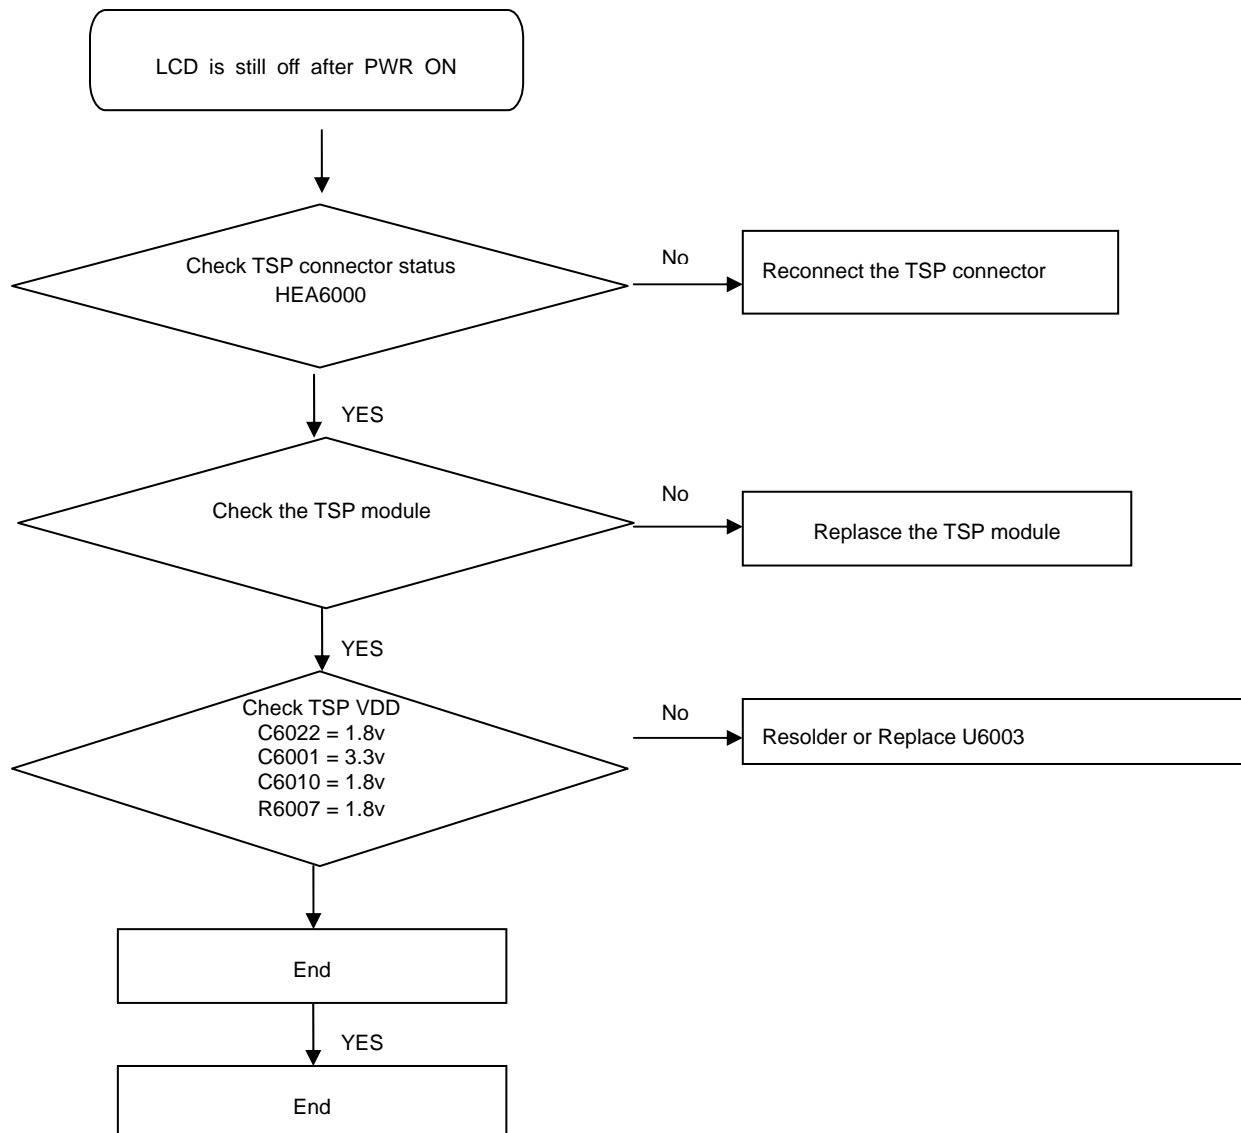 LCD is still off after PWR ON
Check TSP connector status
HEA6000
No
Reconnect the TSP connector
YES
Check the TSP module
No
Replasce the TSP module
YES
Check TSP VDD
C6022 = 1.8v
C6001 = 3.3v
C6010 = 1.8v
R6007 = 1.8v
No
Resolder or Replace U6003
End
YES
End